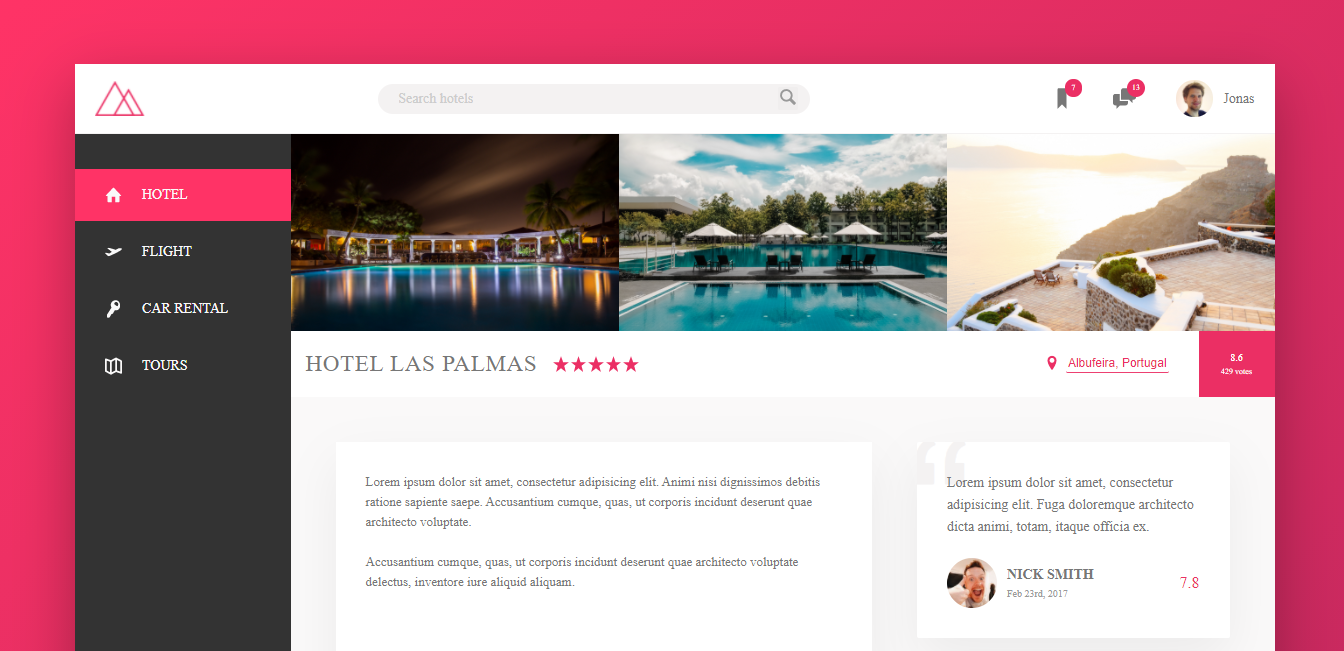 Search hotels
7
13
Jonas
HOTEL
FLIGHT
CAR RENTAL
TOURS
HOTEL LAS PALMAS ★★★★★
Albufeira, Portugal
8.6
429 votes
Lorem ipsum dolor sit amet, consectetur adipisicing elit. Animi nisi dignissimos debitis
ratione sapiente saepe. Accusantium cumque, quas, ut corporis incidunt deserunt quae
architecto voluptate.
Accusantium cumque, quas, ut corporis incidunt deserunt quae architecto voluptate
delectus, inventore iure aliquid aliquam.
“
Lorem ipsum dolor sit amet, consectetur
adipisicing elit. Fuga doloremque architecto
dicta animi, totam, itaque officia ex.
NICK SMITH
Feb 23rd, 2017
7.8